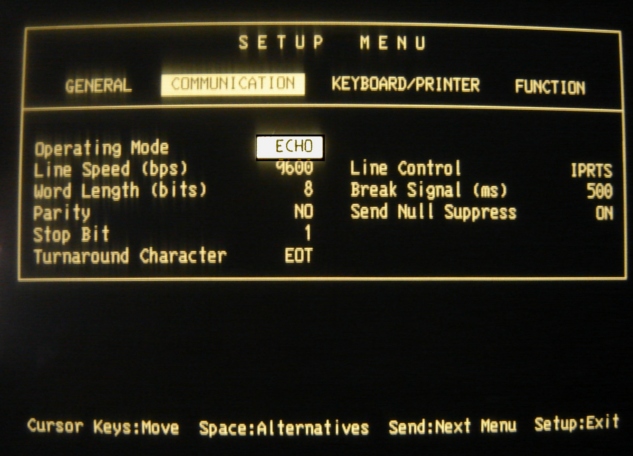 SETUP MENU
GENERAL COMMUNICATION KEYBOARD/PRINTER FUNCTION
Operating Mode ECHO
Line Speed (bps) 9600 Line Control IPRTS
Word Length (bits) 8 Break Signal (ms) 500
Parity NO Send Null Suppress ON
Stop Bit 1
Turnaround Character EOT
Cursor Keys:Move Space:Alternatives Send:Next Menu Setup:Exit